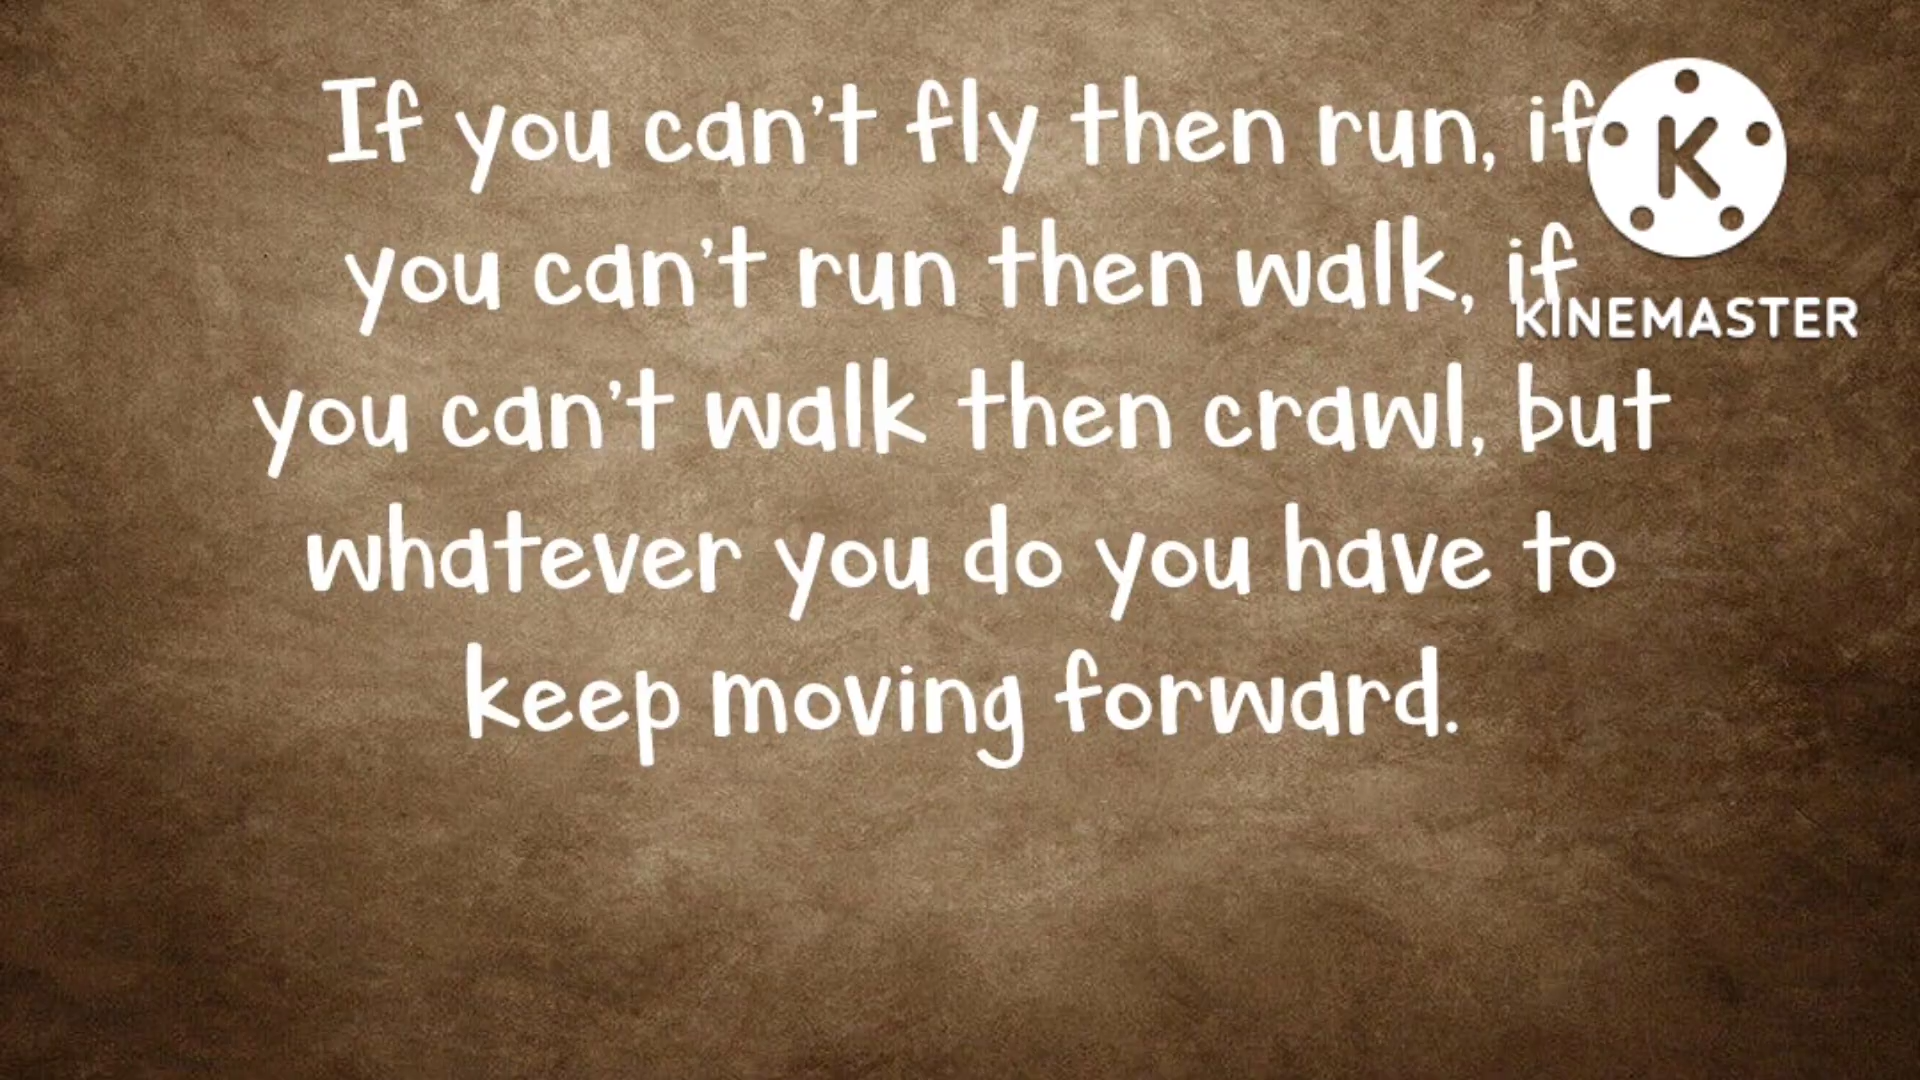 If you can't fly then run, if
you can't run then walk, if
you can't walk then crawl, but
whatever you do you have to
keep moving forward.
K
KINEMASTER